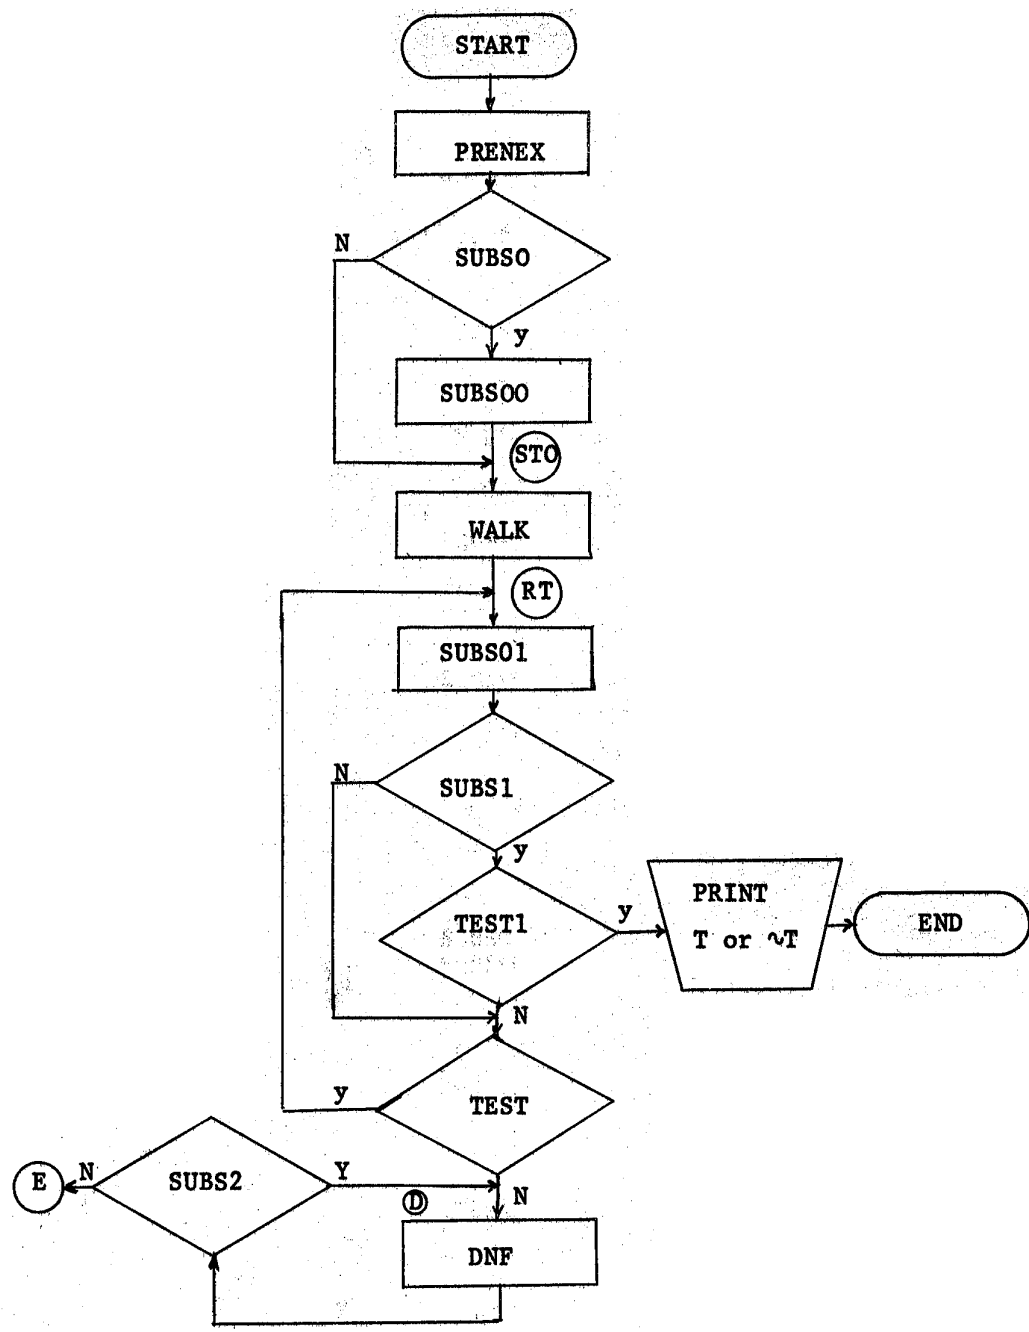 START
PRENEX
N
SUBSO
y
SUBSOO
STO
WALK
RT
SUBSO1
N
SUBS1
y
TEST1
y
PRINT
T or ~T
END
N
y
TEST
E
N
SUBS2
Y
D
N
DNF